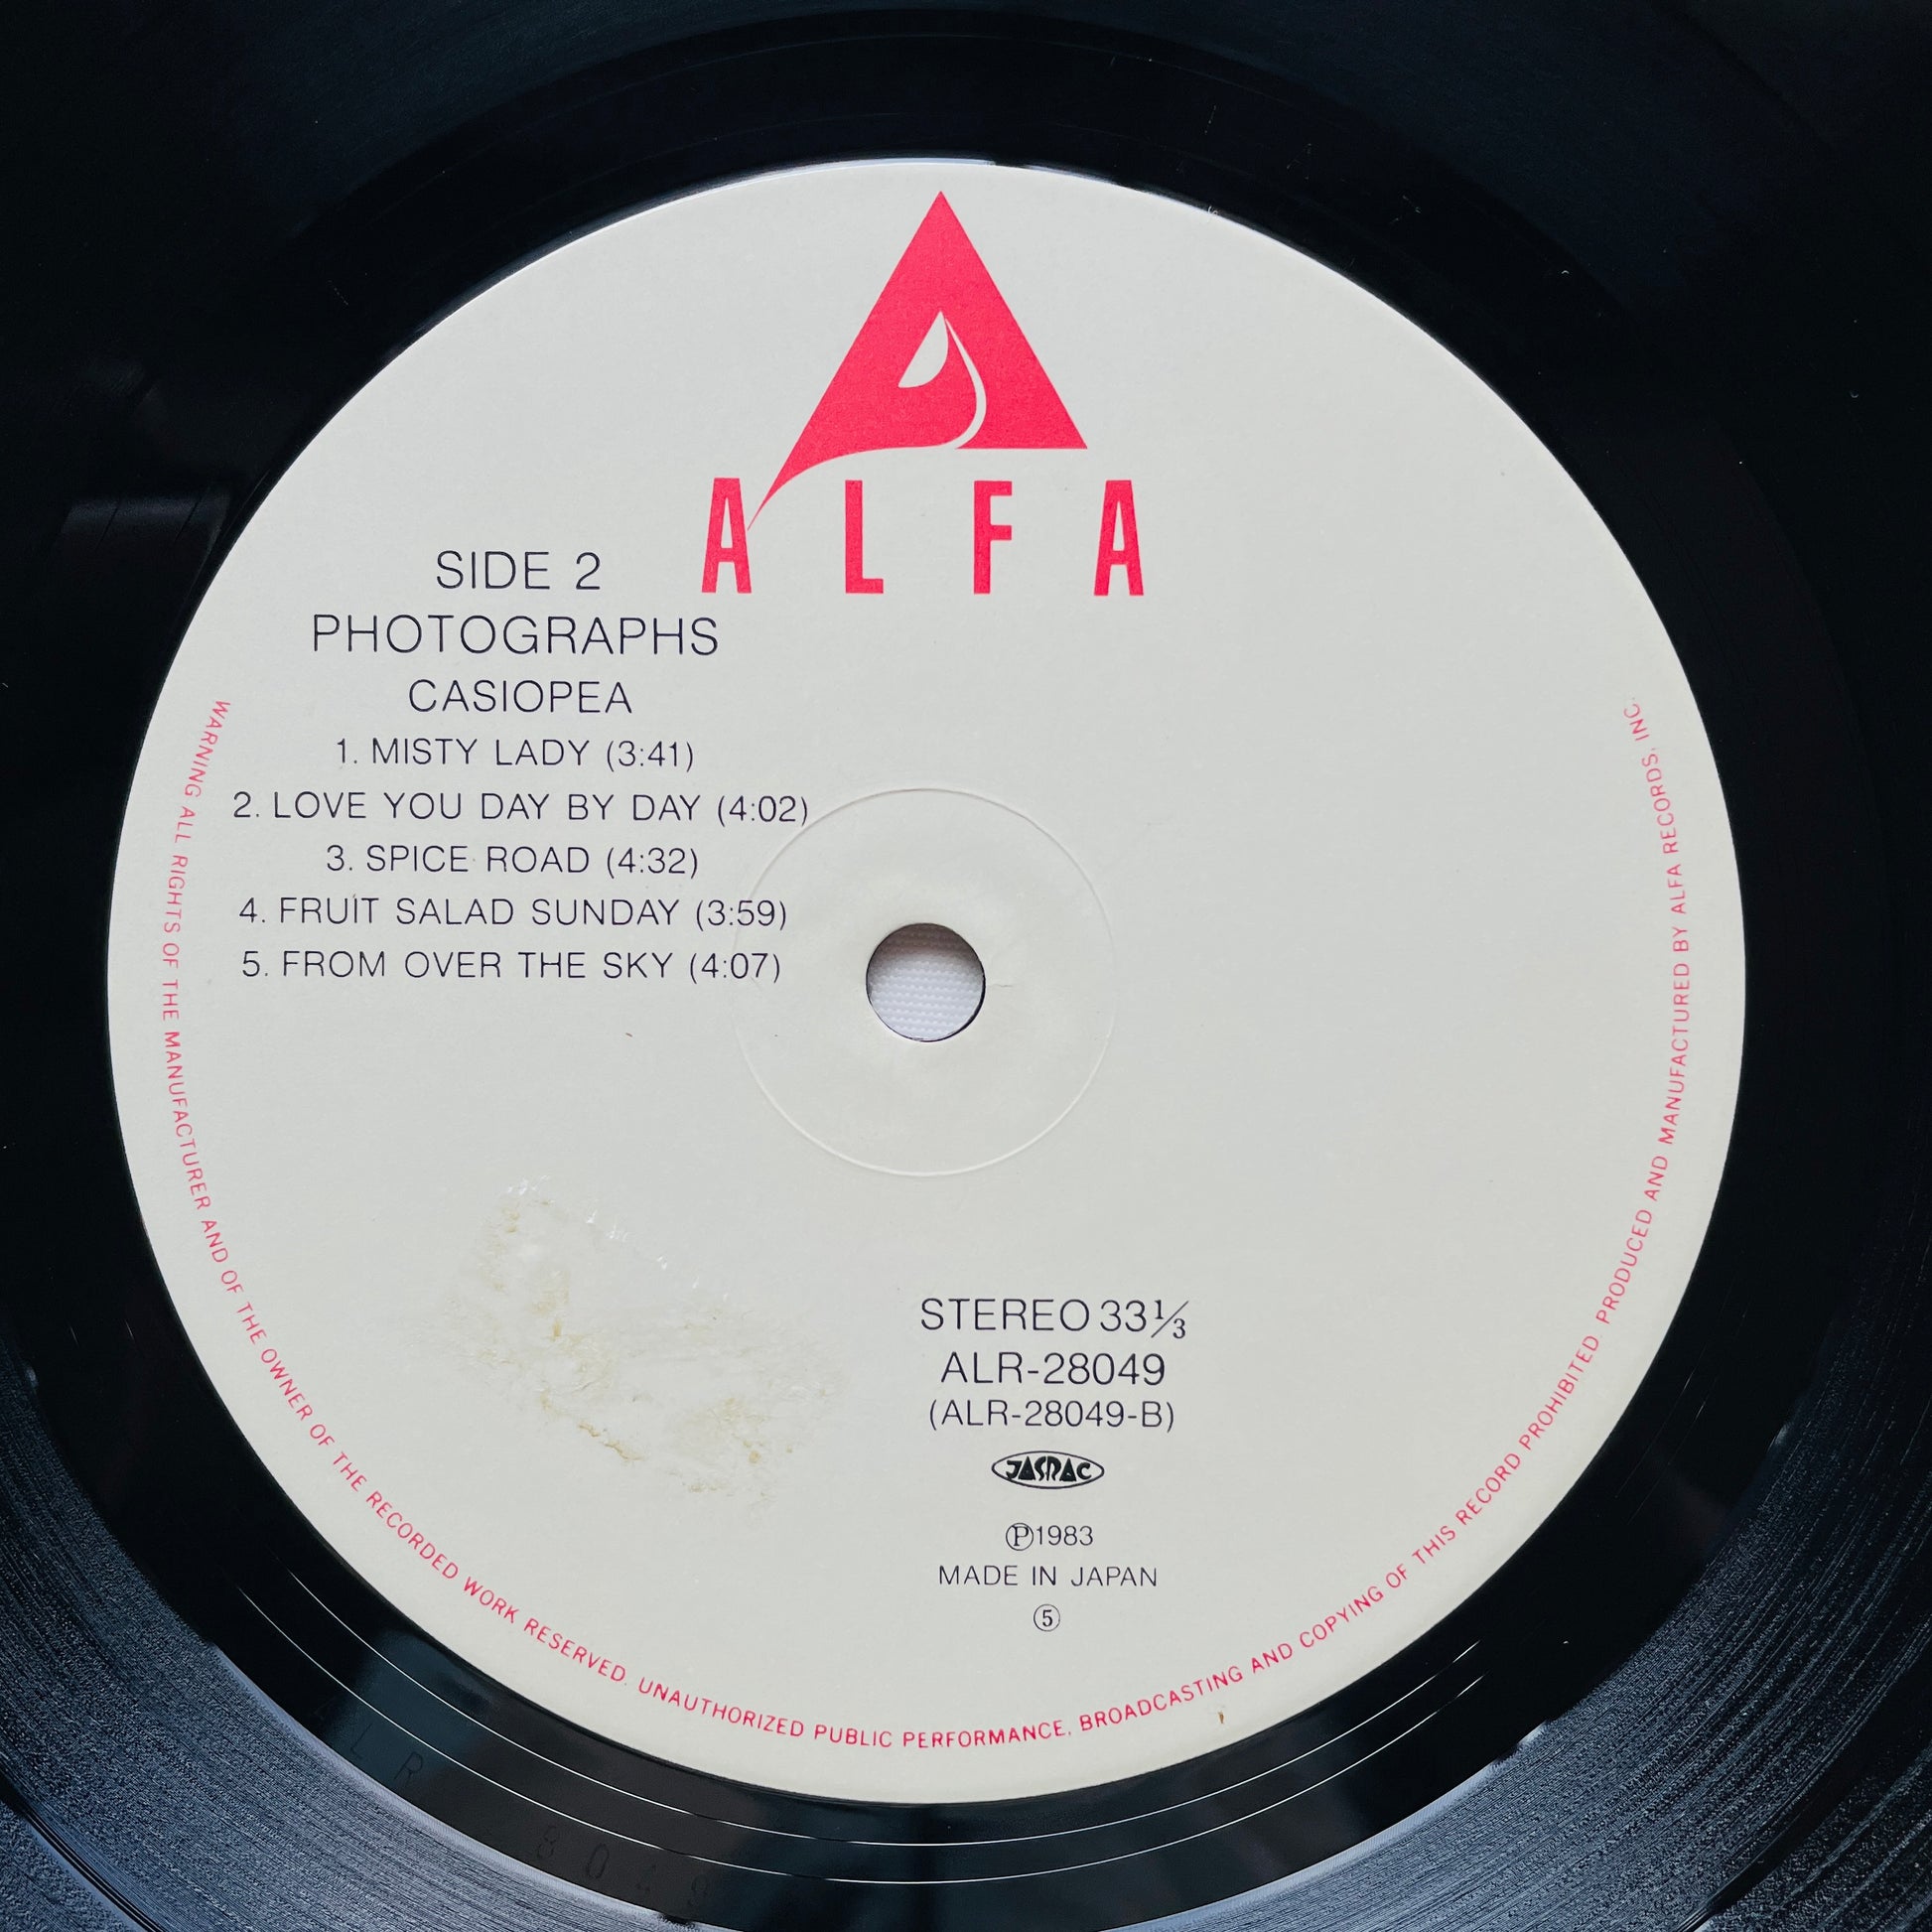 ALFA
SIDE 2
PHOTOGRAPHS
CASIOPEA
1. MISTY LADY (3:41)
2. LOVE YOU DAY BY DAY (4:02)
3. SPICE ROAD (4:32)
4. FRUIT SALAD SUNDAY (3:59)
5. FROM OVER THE SKY (4:07)
STEREO 33⅓
ALR-28049
(ALR-28049-B)
JASRAC
Ⓟ1983
MADE IN JAPAN
⑤
WARNING ALL RIGHTS OF THE MANUFACTURER AND OF THE OWNER OF THE RECORDED WORK RESERVED. UNAUTHORIZED PUBLIC PERFORMANCE. BROADCASTING AND COPYING OF THIS RECORD PROHIBITED PRODUCED AND MANUFACTURED BY ALFA RECORDS, INC.